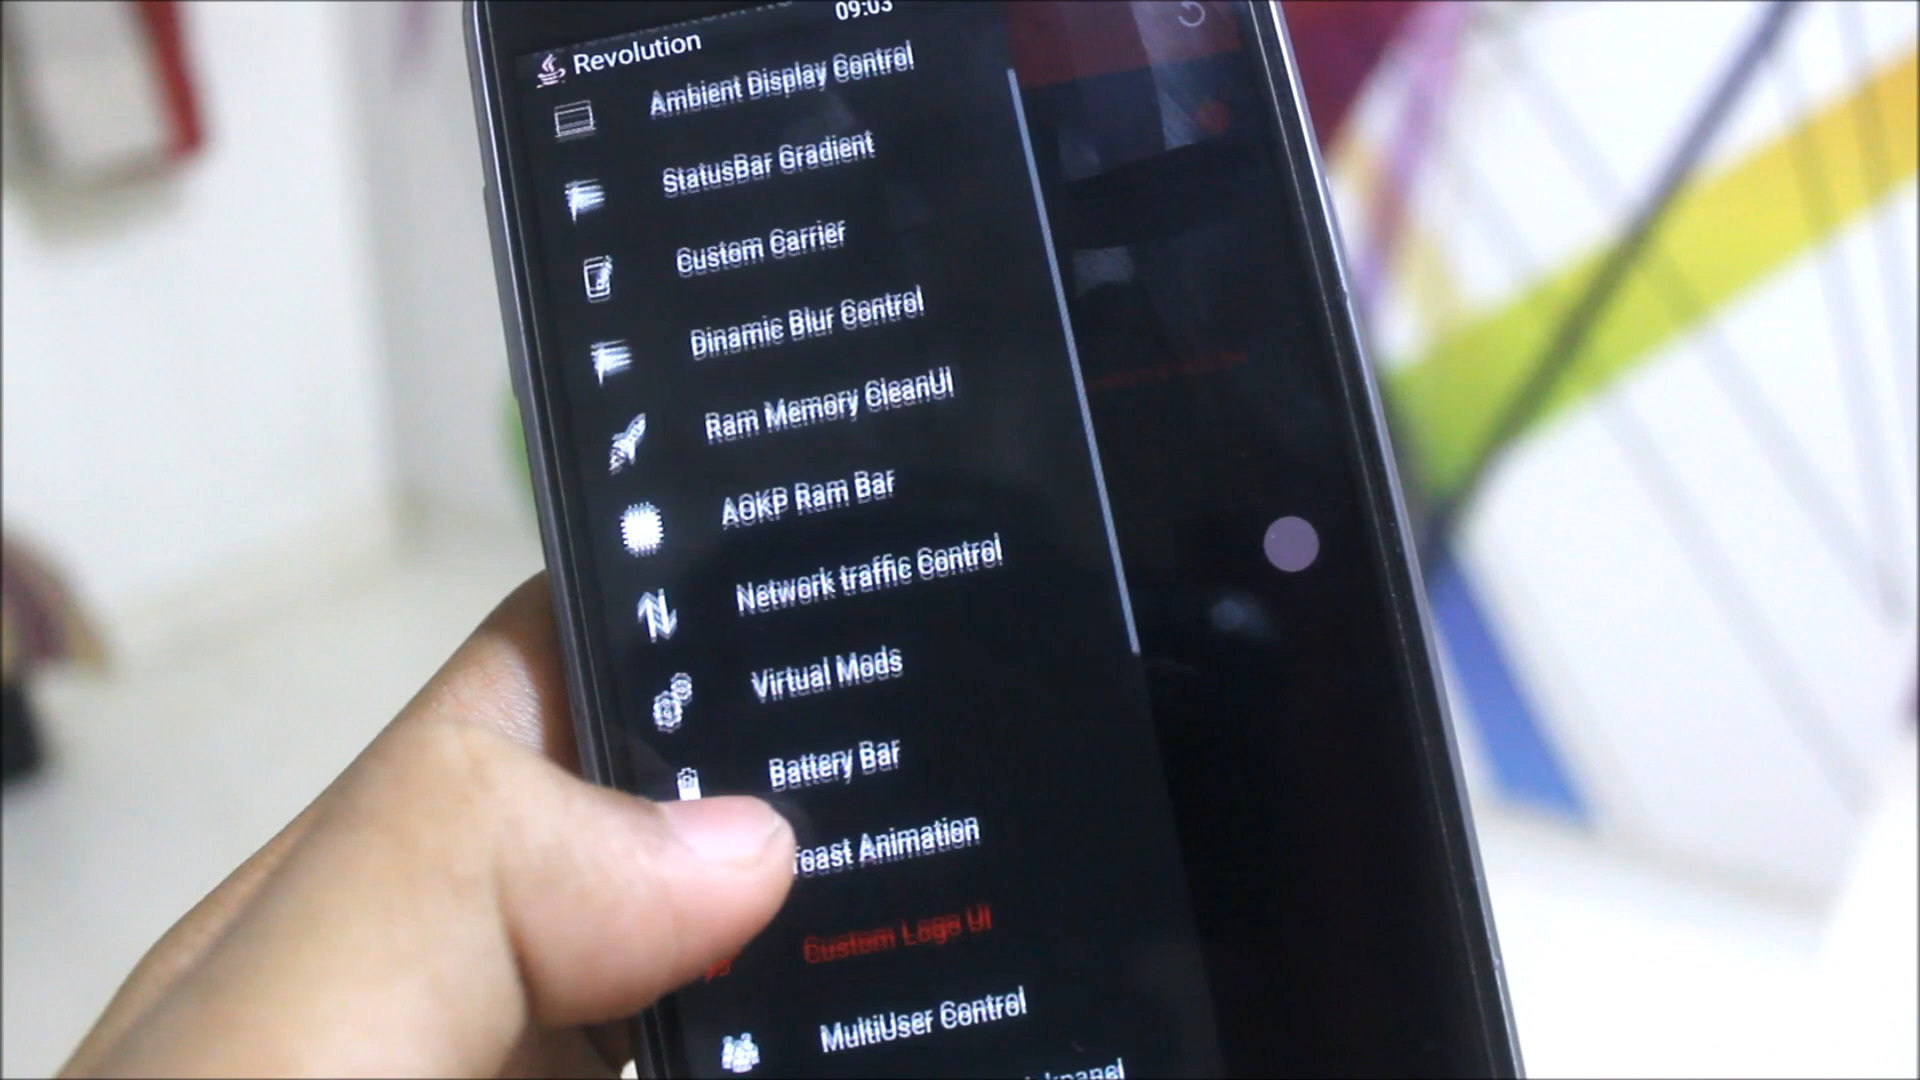 09:03
Revolution
Ambient Display Control
StatusBar Gradient
Custom Carrier
Dinamic Blur Control
Ram Memory CleanUI
AOKP Ram Bar
Network traffic Control
Virtual Mods
Battery Bar
Toast Animation
Custom Logo UI
MultiUser Control